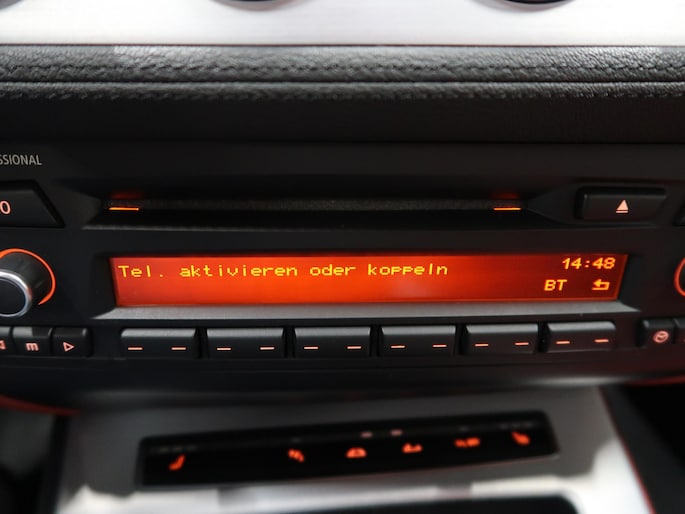 SSIONAL
Tel. aktivieren oder koppeln
14:48
BT
m